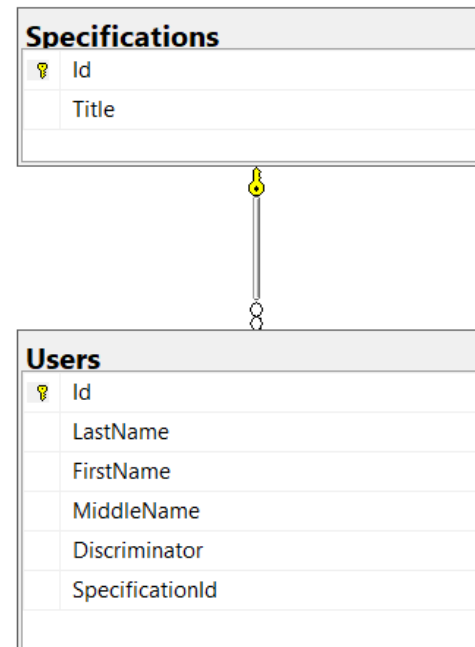 Specifications
Id
Title
Users
Id
LastName
FirstName
MiddleName
Discriminator
SpecificationId